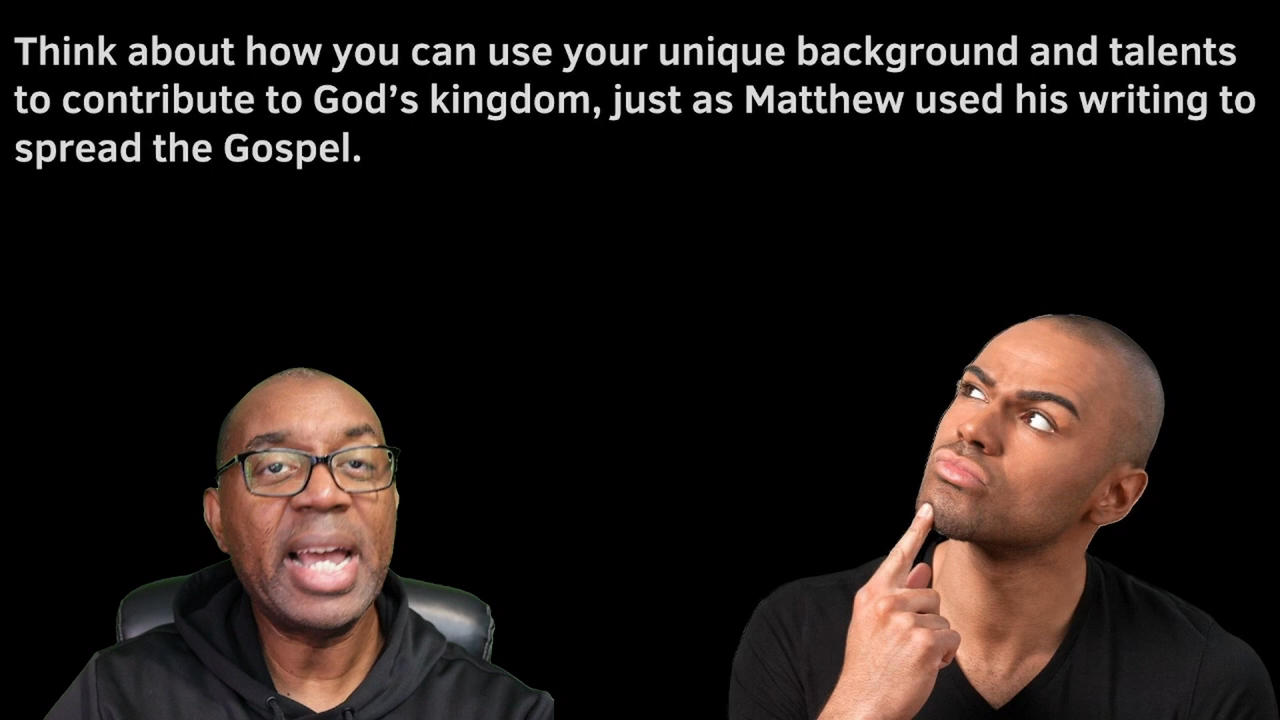 Think about how you can use your unique background and talents
to contribute to God’s kingdom, just as Matthew used his writing to
spread the Gospel.